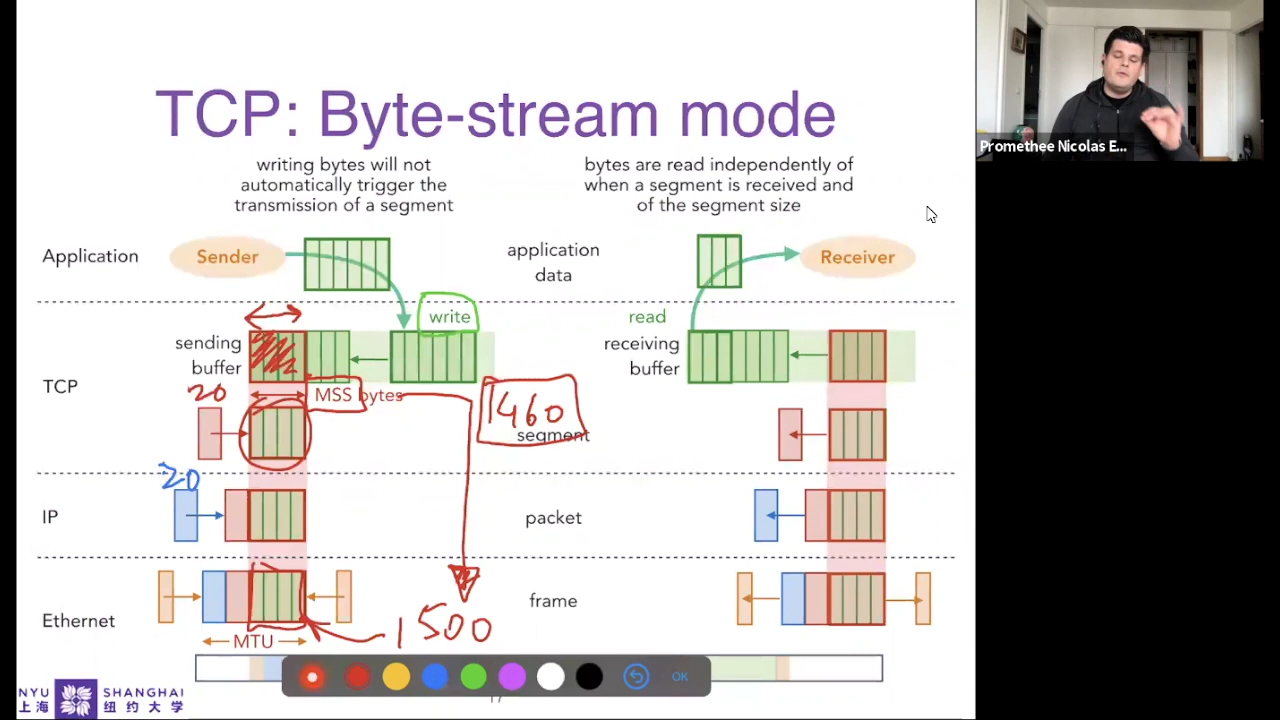 TCP: Byte-stream mode
Promethee Nicolas E...
writing bytes will not
automatically trigger the
transmission of a segment
bytes are read independently of
when a segment is received and
of the segment size
Application
Sender
application
data
Receiver
write
read
sending
buffer
receiving
buffer
TCP
20
MSS bytes
1460
segment
20
IP
packet
Ethernet
frame
MTU
1500
OK
17
NYU SHANGHAI
上海 纽约大学